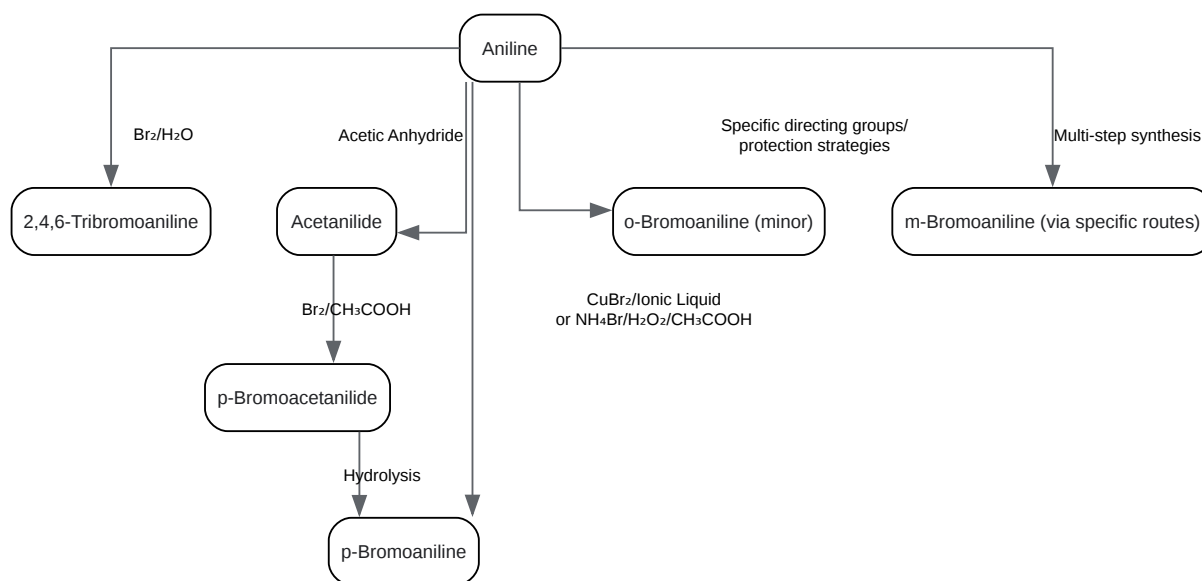 Aniline
Br₂/H₂O
Acetic Anhydride
Specific directing groups/
protection strategies
Multi-step synthesis
2,4,6-Tribromoaniline
Acetanilide
o-Bromoaniline (minor)
m-Bromoaniline (via specific routes)
Br₂/CH₃COOH
CuBr₂/Ionic Liquid
or NH₄Br/H₂O₂/CH₃COOH
p-Bromoacetanilide
Hydrolysis
p-Bromoaniline